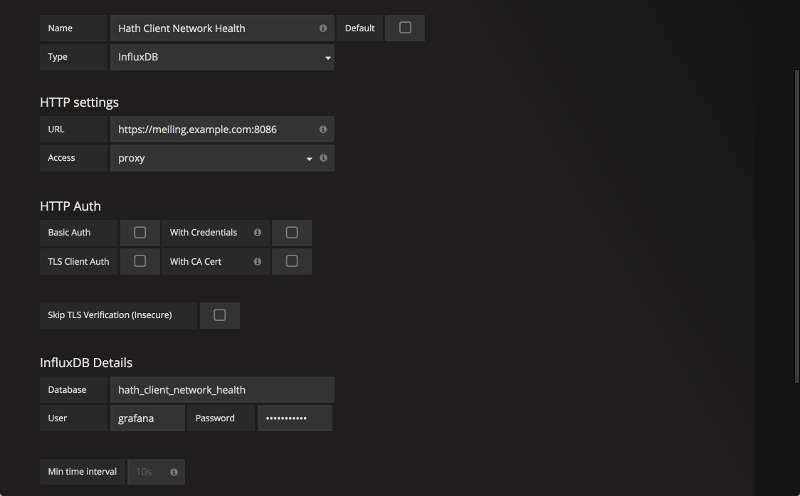 Name Hath Client Network Health Default
Type InfluxDB
HTTP settings
URL https://meiling.example.com:8086
Access proxy
HTTP Auth
Basic Auth With Credentials
TLS Client Auth With CA Cert
Skip TLS Verification (Insecure)
InfluxDB Details
Database hath_client_network_health
User grafana Password •••••••••••
Min time interval 10s